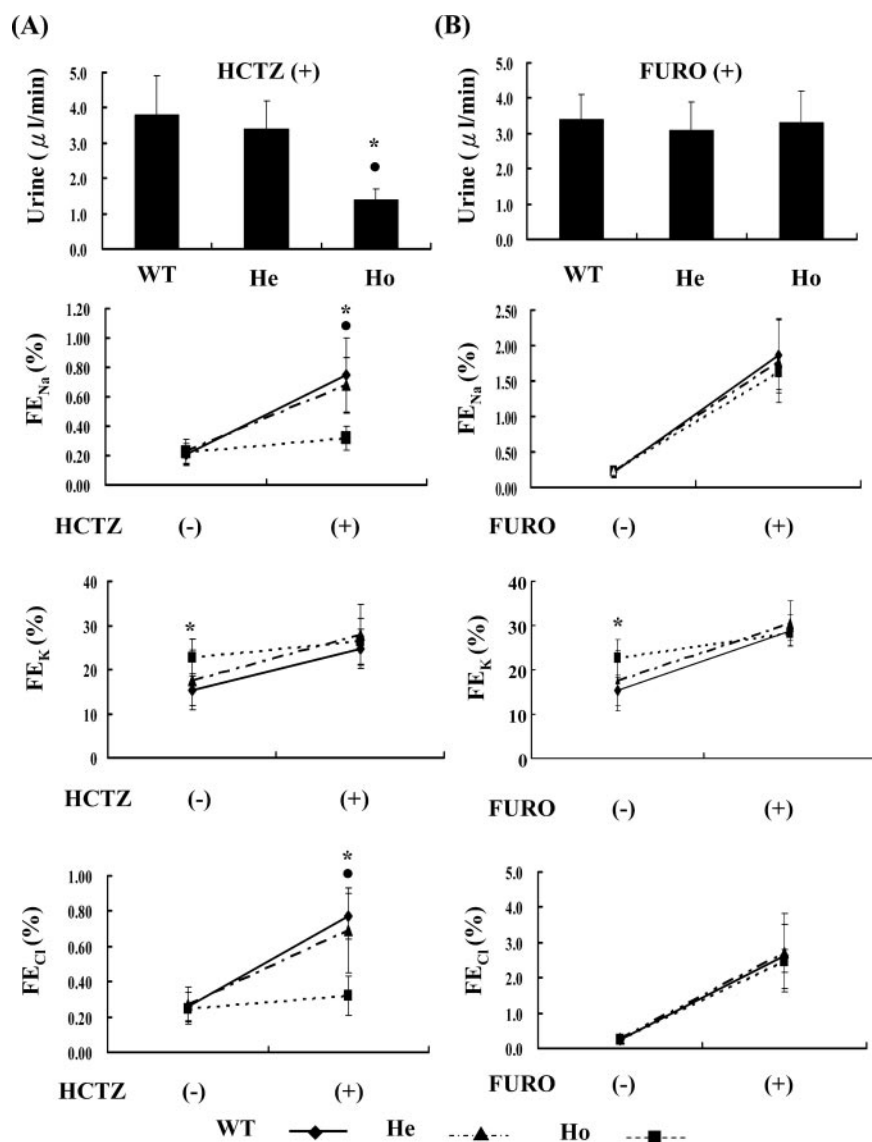 (A)
HCTZ (+)
Urine ( μ l/min)
5.0
4.0
3.0
2.0
1.0
0.0
*
WT He Ho
FENa (%)
1.20
1.00
0.80
0.60
0.40
0.20
0.00
*
HCTZ (-) (+)
FEK (%)
40
30
20
10
0
*
HCTZ (-) (+)
FECl (%)
1.00
0.80
0.60
0.40
0.20
0.00
*
HCTZ (-) (+)
(B)
FURO (+)
Urine ( μ l/min)
5.0
4.0
3.0
2.0
1.0
0.0
WT He Ho
FENa (%)
2.50
2.00
1.50
1.00
0.50
0.00
FURO (-) (+)
FEK (%)
40
30
20
10
0
*
FURO (-) (+)
FECl (%)
5.0
4.0
3.0
2.0
1.0
0.0
FURO (-) (+)
WT He Ho